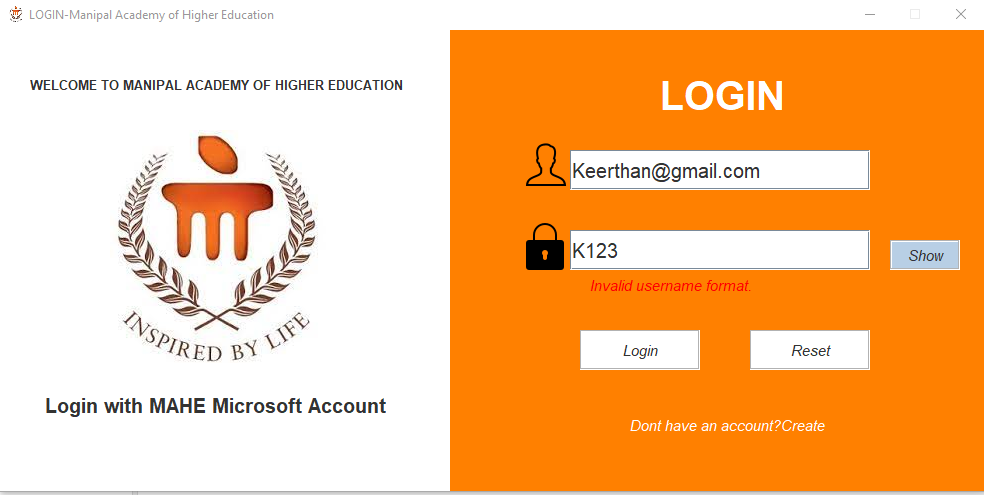 LOGIN-Manipal Academy of Higher Education
WELCOME TO MANIPAL ACADEMY OF HIGHER EDUCATION
INSPIRED BY LIFE
Login with MAHE Microsoft Account
LOGIN
Keerthan@gmail.com
K123
Show
Invalid username format.
Login
Reset
Dont have an account?Create